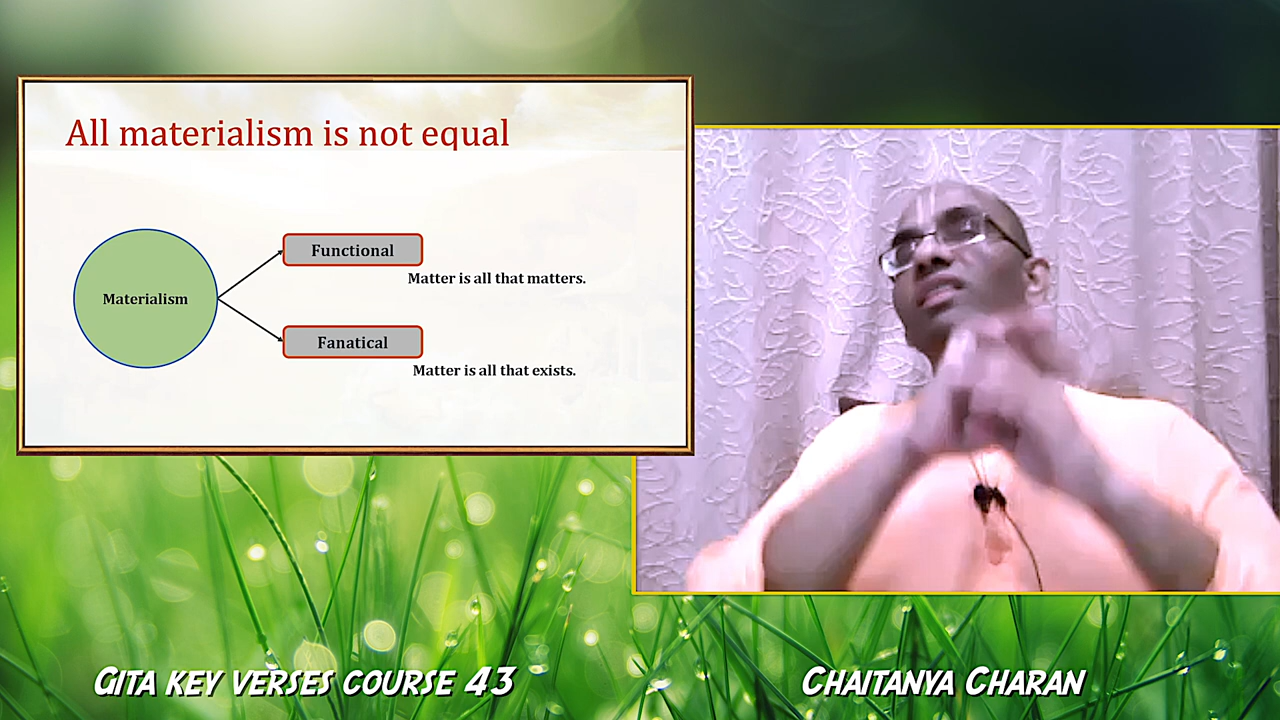 All materialism is not equal
Materialism
Functional
Matter is all that matters.
Fanatical
Matter is all that exists.
GITA KEY VERSES COURSE 43
CHAITANYA CHARAN